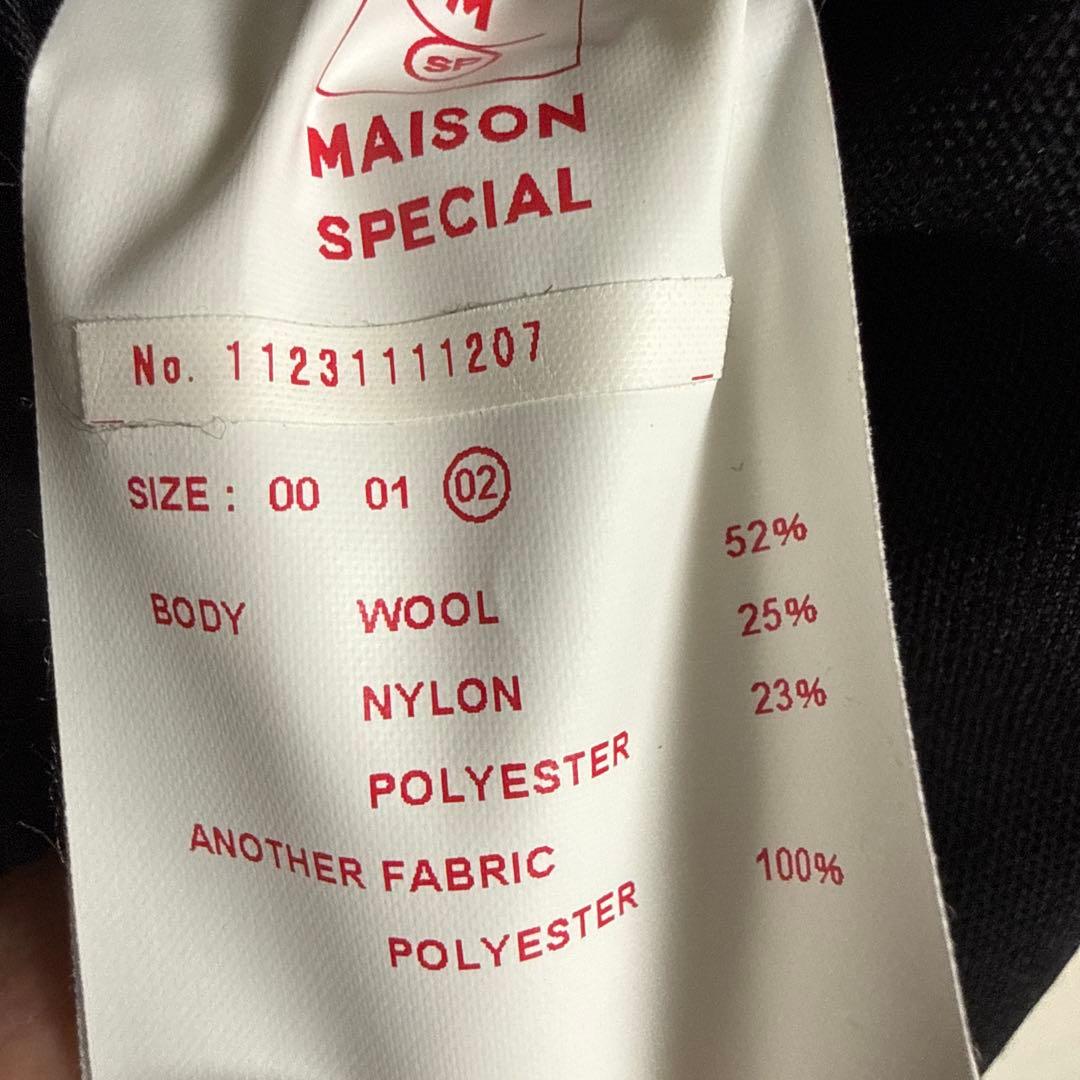 M
SP
MAISON
SPECIAL
No. 11231111207
SIZE : 00 01 02
BODY WOOL 52%
NYLON 25%
POLYESTER 23%
ANOTHER FABRIC
POLYESTER 100%